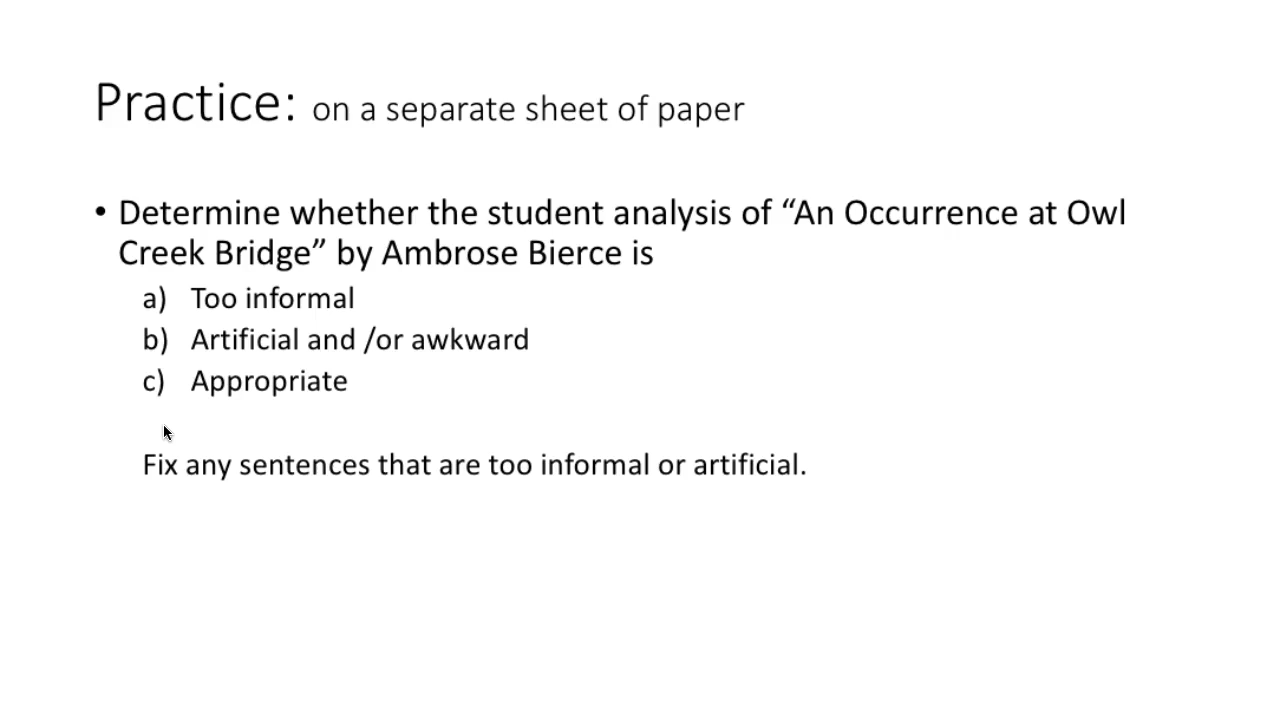 Practice: on a separate sheet of paper
• Determine whether the student analysis of “An Occurrence at Owl
Creek Bridge” by Ambrose Bierce is
a) Too informal
b) Artificial and /or awkward
c) Appropriate
Fix any sentences that are too informal or artificial.